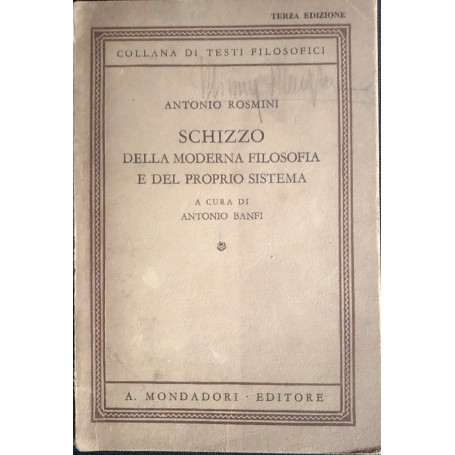 TERZA EDIZIONE
COLLANA DI TESTI FILOSOFICI
ANTONIO ROSMINI
SCHIZZO
DELLA MODERNA FILOSOFIA
E DEL PROPRIO SISTEMA
A CURA DI
ANTONIO BANFI
A. MONDADORI · EDITORE